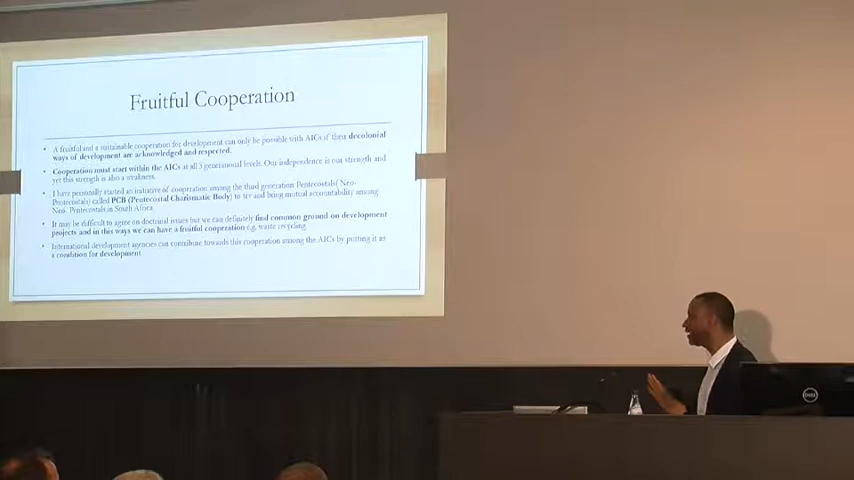 Fruitful Cooperation
• A fruitful and a sustainable cooperation for development can only be possible with AICs if their decolonial
ways of development are acknowledged and respected.
• Cooperation must start within the AICs at all 3 generational levels. Our independence is our strength and
yet this strength is also a weakness.
• I have personally started an initiative of cooperation among the third generation Pentecostals( Neo-
Pentecostals) called PCB (Pentecostal Charismatic Body) to try and bring mutual accountability among
Neo- Pentecostals in South Africa.
• It may be difficult to agree on doctrinal issues but we can definitely find common ground on development
projects and in this ways we can have a fruitful cooperation e.g. waste recycling
• International development agencies can contribute towards this cooperation among the AICs by putting it as
a condition for development
DELL